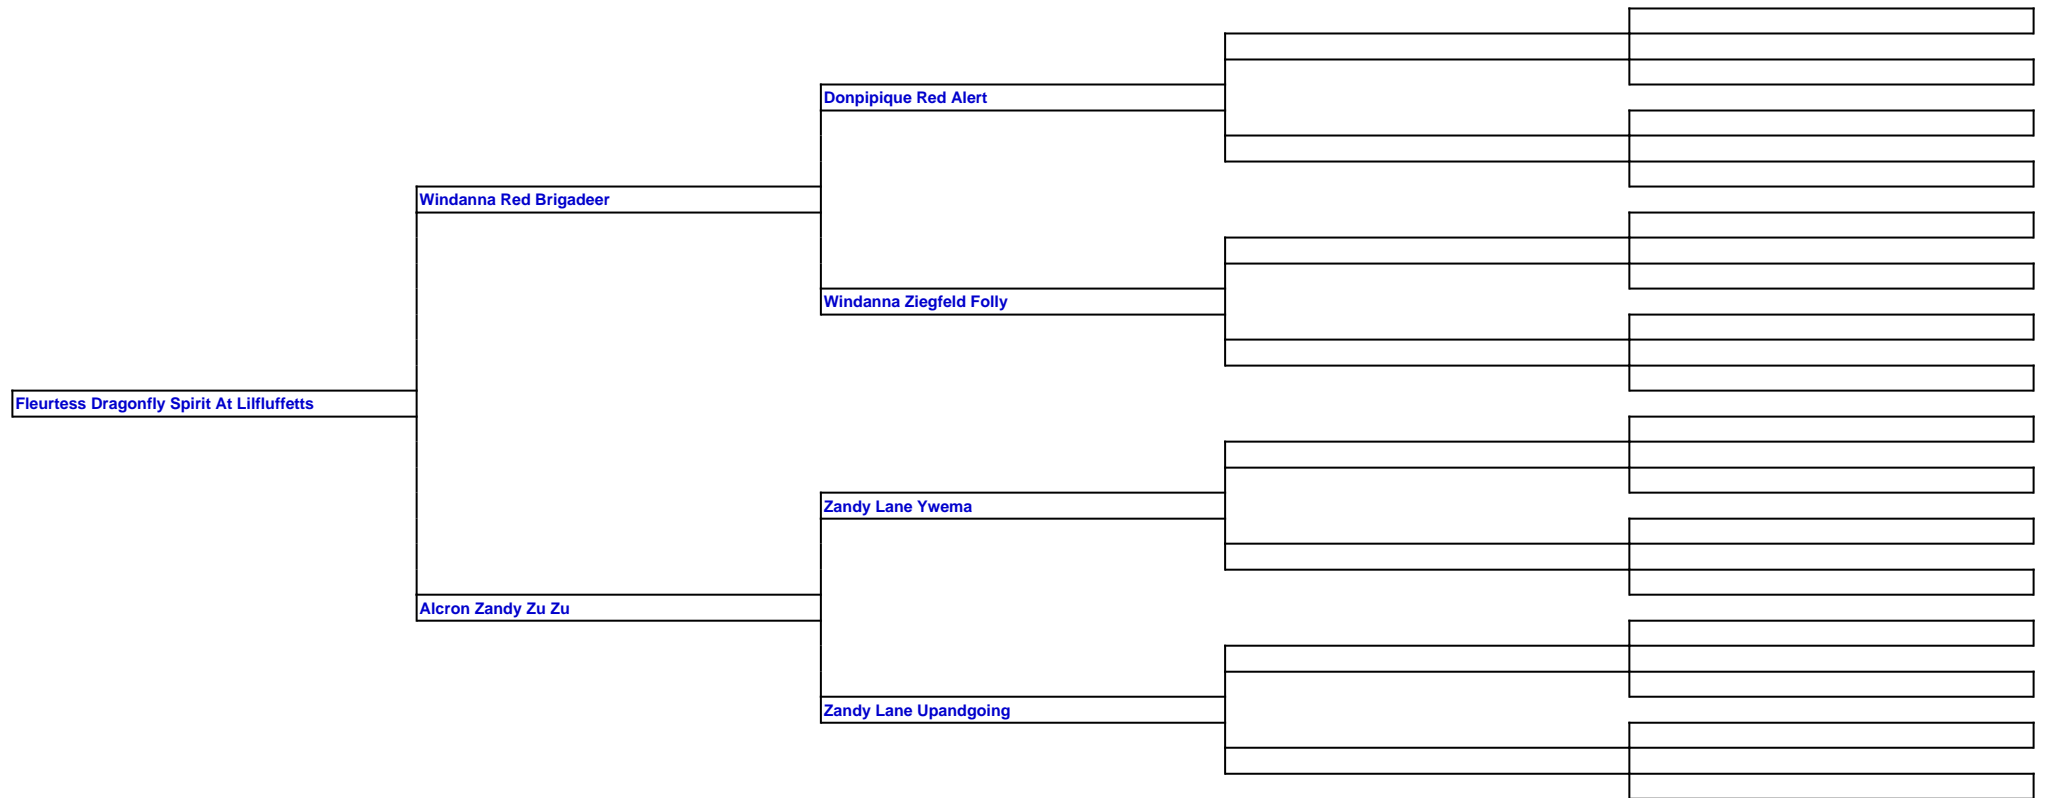 Donpipique Red Alert
Windanna Red Brigadeer
Windanna Ziegfeld Folly
Fleurtess Dragonfly Spirit At Lilfluffetts
Zandy Lane Ywema
Alcron Zandy Zu Zu
Zandy Lane Upandgoing